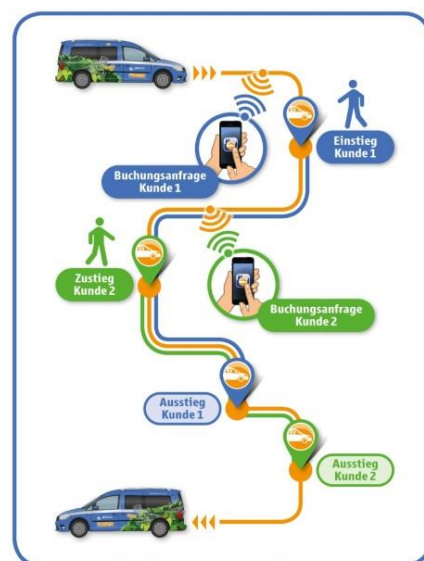 Buchungsanfrage
Kunde 1
Einstieg
Kunde 1
Zustieg
Kunde 2
Buchungsanfrage
Kunde 2
Ausstieg
Kunde 1
Ausstieg
Kunde 2